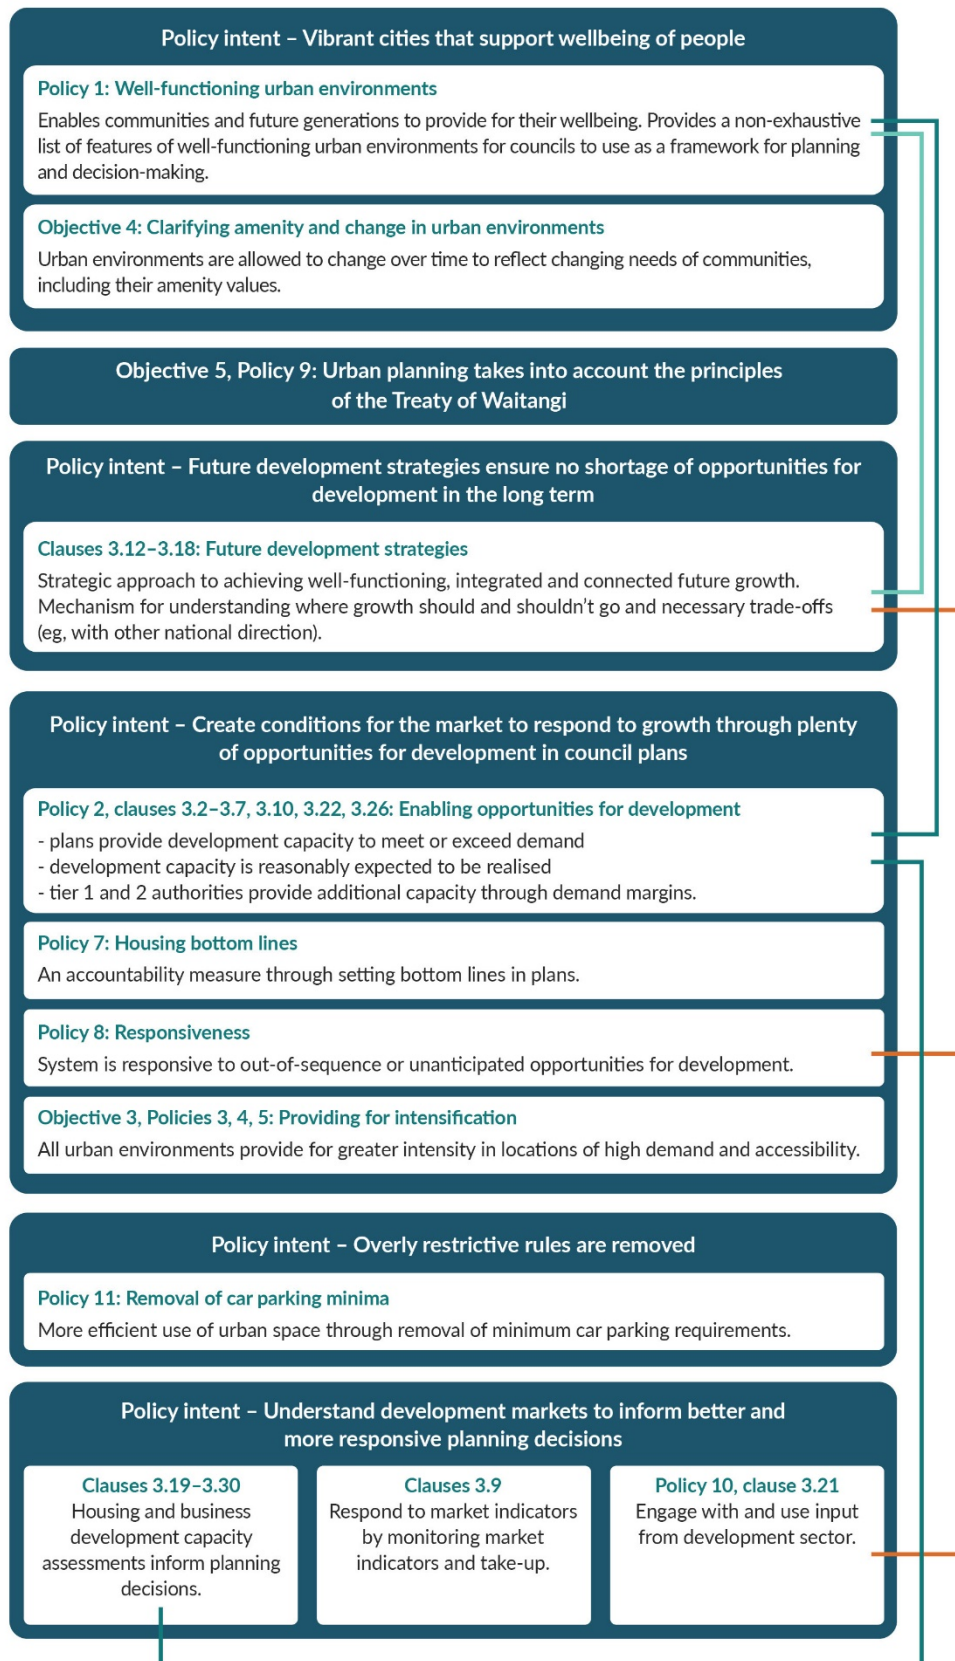 Policy intent – Vibrant cities that support wellbeing of people
Policy 1: Well-functioning urban environments
Enables communities and future generations to provide for their wellbeing. Provides a non-exhaustive
list of features of well-functioning urban environments for councils to use as a framework for planning
and decision-making.
Objective 4: Clarifying amenity and change in urban environments
Urban environments are allowed to change over time to reflect changing needs of communities,
including their amenity values.
Objective 5, Policy 9: Urban planning takes into account the principles
of the Treaty of Waitangi
Policy intent – Future development strategies ensure no shortage of opportunities for
development in the long term
Clauses 3.12–3.18: Future development strategies
Strategic approach to achieving well-functioning, integrated and connected future growth.
Mechanism for understanding where growth should and shouldn’t go and necessary trade-offs
(eg, with other national direction).
Policy intent – Create conditions for the market to respond to growth through plenty
of opportunities for development in council plans
Policy 2, clauses 3.2–3.7, 3.10, 3.22, 3.26: Enabling opportunities for development
- plans provide development capacity to meet or exceed demand
- development capacity is reasonably expected to be realised
- tier 1 and 2 authorities provide additional capacity through demand margins.
Policy 7: Housing bottom lines
An accountability measure through setting bottom lines in plans.
Policy 8: Responsiveness
System is responsive to out-of-sequence or unanticipated opportunities for development.
Objective 3, Policies 3, 4, 5: Providing for intensification
All urban environments provide for greater intensity in locations of high demand and accessibility.
Policy intent – Overly restrictive rules are removed
Policy 11: Removal of car parking minima
More efficient use of urban space through removal of minimum car parking requirements.
Policy intent – Understand development markets to inform better and
more responsive planning decisions
Clauses 3.19–3.30
Housing and business
development capacity
assessments inform planning
decisions.
Clauses 3.9
Respond to market indicators
by monitoring market
indicators and take-up.
Policy 10, clause 3.21
Engage with and use input
from development sector.